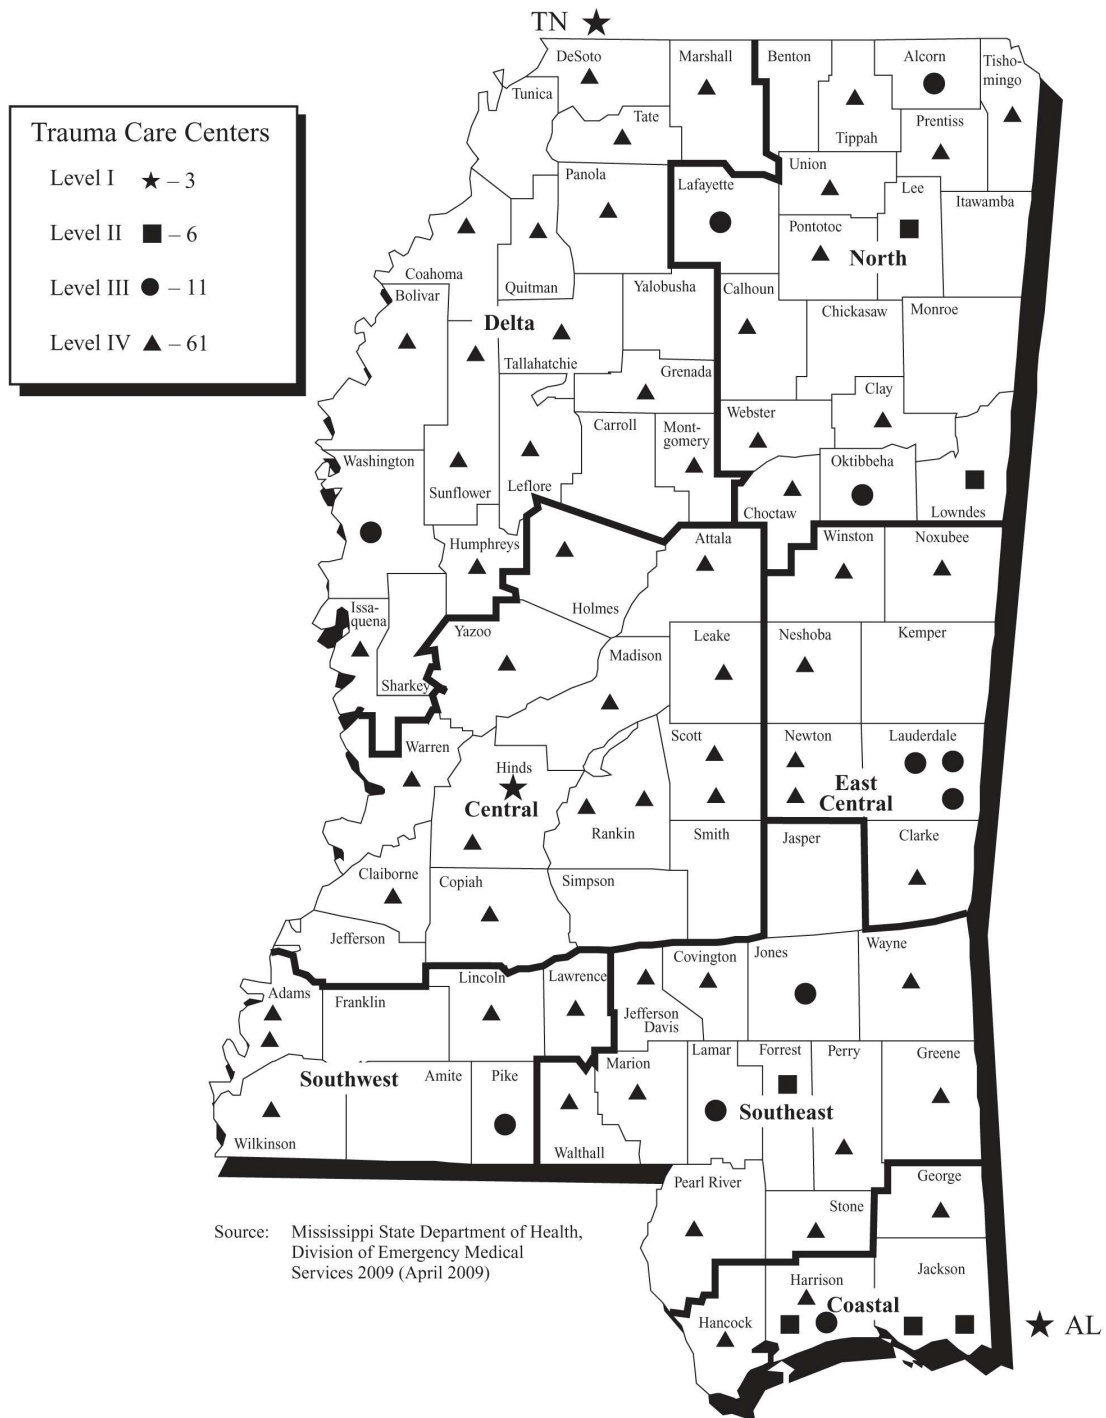 TN
DeSoto
Marshall
Benton
Alcorn
Tisho-
mingo
Tunica
Tate
Tippah
Prentiss
Trauma Care Centers
Level I – 3
Level II – 6
Level III – 11
Level IV – 61
Panola
Lafayette
Union
Lee
Itawamba
Pontotoc
North
Coahoma
Quitman
Yalobusha
Calhoun
Chickasaw
Monroe
Bolivar
Delta
Tallahatchie
Grenada
Clay
Webster
Carroll
Mont-
gomery
Oktibbeha
Washington
Sunflower
Leflore
Choctaw
Lowndes
Humphreys
Attala
Winston
Noxubee
Holmes
Issa-
quena
Yazoo
Leake
Neshoba
Kemper
Madison
Sharkey
Warren
Scott
Newton
Lauderdale
Hinds
East
Central
Central
Rankin
Smith
Jasper
Clarke
Claiborne
Copiah
Simpson
Jefferson
Covington
Jones
Wayne
Lincoln
Lawrence
Adams
Franklin
Jefferson
Davis
Lamar
Forrest
Perry
Greene
Marion
Southwest
Amite
Pike
Southeast
Wilkinson
Walthall
Pearl River
George
Stone
Source: Mississippi State Department of Health,
Division of Emergency Medical
Services 2009 (April 2009)
Jackson
Harrison
Coastal
Hancock
AL